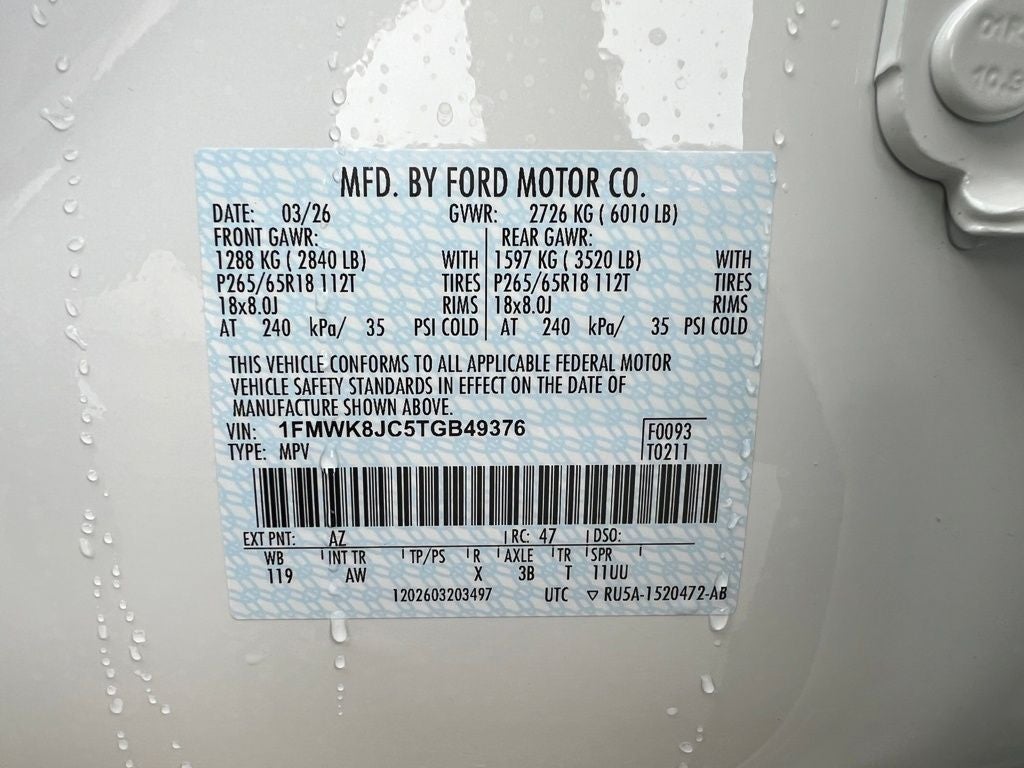 MFD. BY FORD MOTOR CO.
DATE: 03/26 GVWR: 2726 KG ( 6010 LB)
FRONT GAWR: REAR GAWR:
1288 KG ( 2840 LB) WITH 1597 KG ( 3520 LB) WITH
P265/65R18 112T TIRES P265/65R18 112T TIRES
18x8.0J RIMS 18x8.0J RIMS
AT 240 kPa/ 35 PSI COLD AT 240 kPa/ 35 PSI COLD
THIS VEHICLE CONFORMS TO ALL APPLICABLE FEDERAL MOTOR
VEHICLE SAFETY STANDARDS IN EFFECT ON THE DATE OF
MANUFACTURE SHOWN ABOVE.
VIN: 1FMWK8JC5TGB49376 F0093
TYPE: MPV T0211
EXT PNT: AZ RC: 47 DSO:
WB INT TR TP/PS R AXLE TR SPR
119 AW X 3B T 11UU
1202603203497 UTC ▽ RU5A-1520472-AB